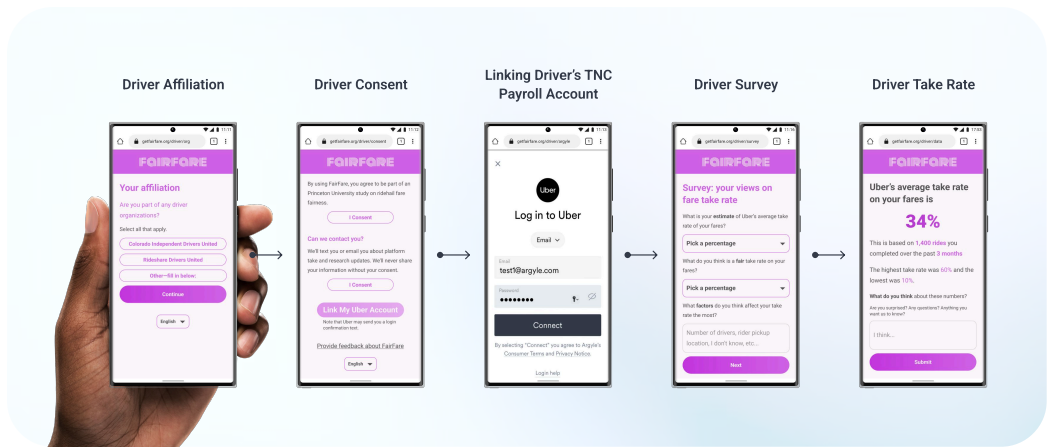 Driver Affiliation
11:11
getfairfare.org/driver/org
FAIRFARE
Your affiliation
Are you part of any driver
organizations?
Select all that apply.
Colorado Independent Drivers United
Rideshare Drivers United
Other—fill in below:
Continue
English
Driver Consent
11:12
getfairfare.org/driver/consent
FAIRFARE
By using FairFare, you agree to be part of an
Princeton University study on ridehail fare
fairness.
I Consent
Can we contact you?
We'll text you or email you about platform
take and research updates. We'll never share
your information without your consent.
I Consent
Link My Uber Account
Note that Uber may send you a login
confirmation text.
Provide feedback about FairFare
English
Linking Driver's TNC
Payroll Account
11:13
getfairfare.org/driver/argyle
Uber
Log in to Uber
Email
Email
test1@argyle.com
Password
Connect
By selecting "Connect" you agree to Argyle's
Consumer Terms and Privacy Notice.
Login help
Driver Survey
11:16
getfairfare.org/driver/survey
FAIRFARE
Survey: your views on
fare take rate
What is your estimate of Uber's average take
rate of your fares?
Pick a percentage
What do you think is a fair take rate on your
fares?
Pick a percentage
What factors do you think affect your take
rate the most?
Number of drivers, rider pickup
location, I don't know, etc...
Next
Driver Take Rate
getfairfare.org/driver/data
FAIRFARE
Uber's average take rate
on your fares is
34%
This is based on 1,400 rides you
completed over the past 3 months
The highest take rate was 60% and the
lowest was 10%.
What do you think about these numbers?
Are you surprised? Any questions? Anything you
want us to know?
I think...
Submit